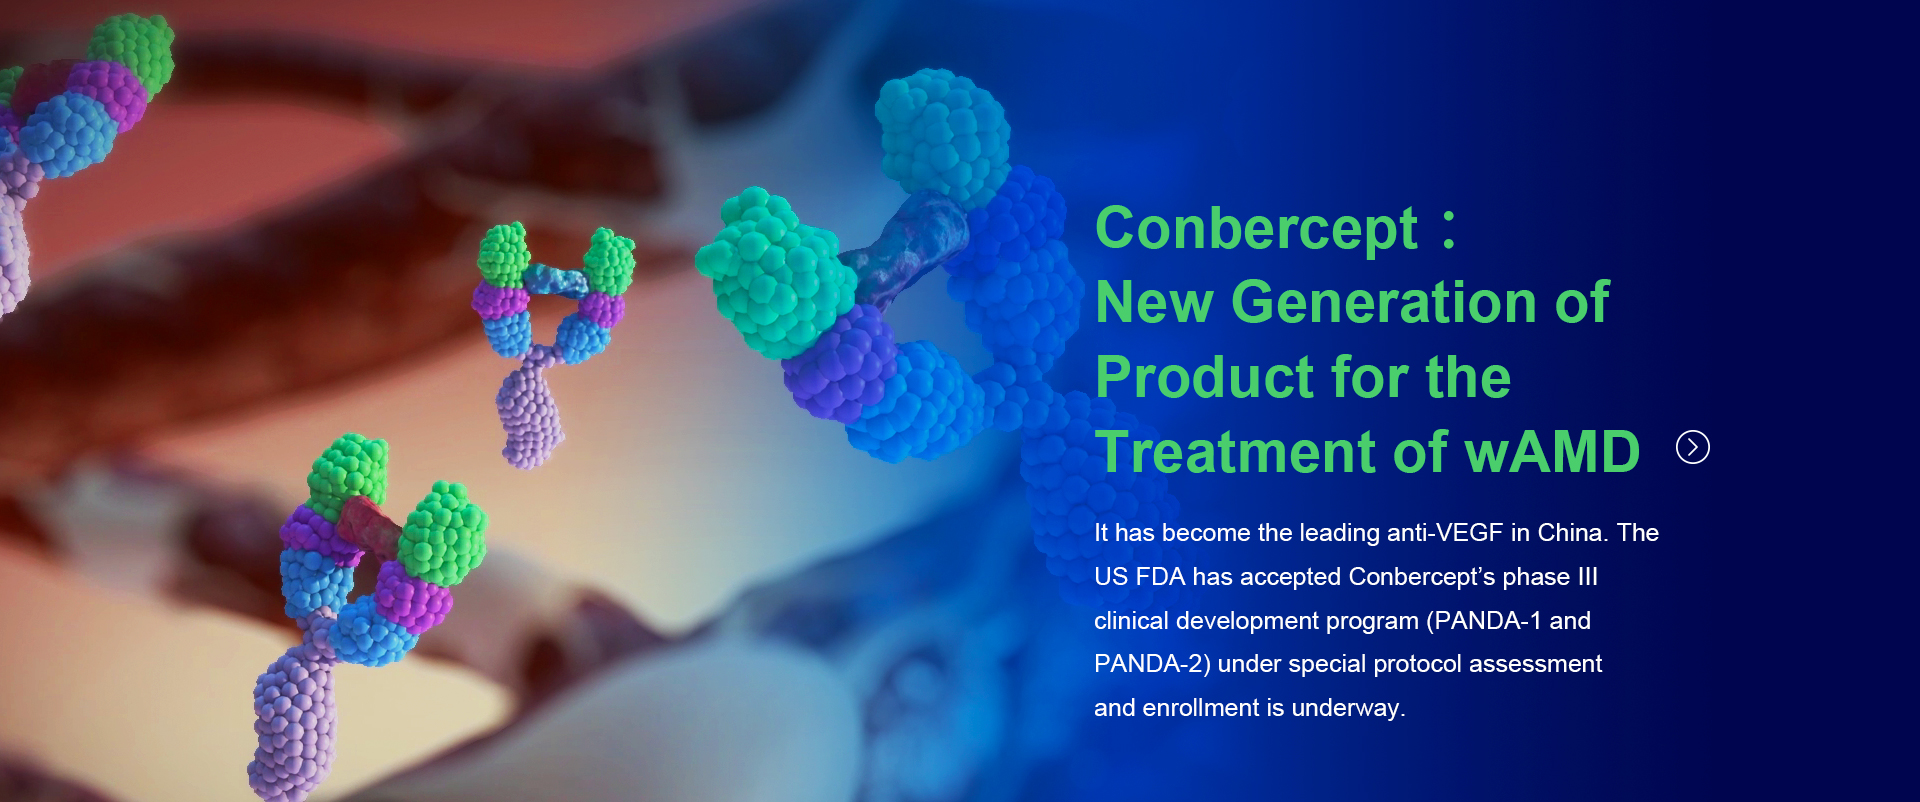 Conbercept：
New Generation of
Product for the
Treatment of wAMD
It has become the leading anti-VEGF in China. The
US FDA has accepted Conbercept’s phase III
clinical development program (PANDA-1 and
PANDA-2) under special protocol assessment
and enrollment is underway.